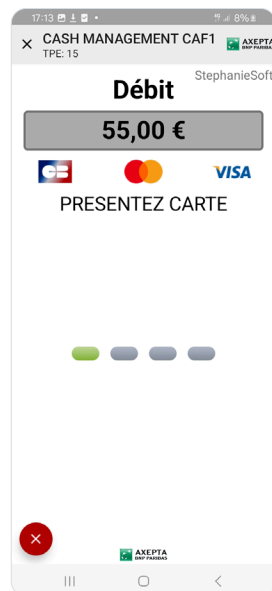 17:13
8%
CASH MANAGEMENT CAF1
TPE: 15
AXEPTA
BNP PARIBAS
StephanieSoft
Débit
55,00 €
CB
VISA
PRESENTEZ CARTE
AXEPTA
BNP PARIBAS